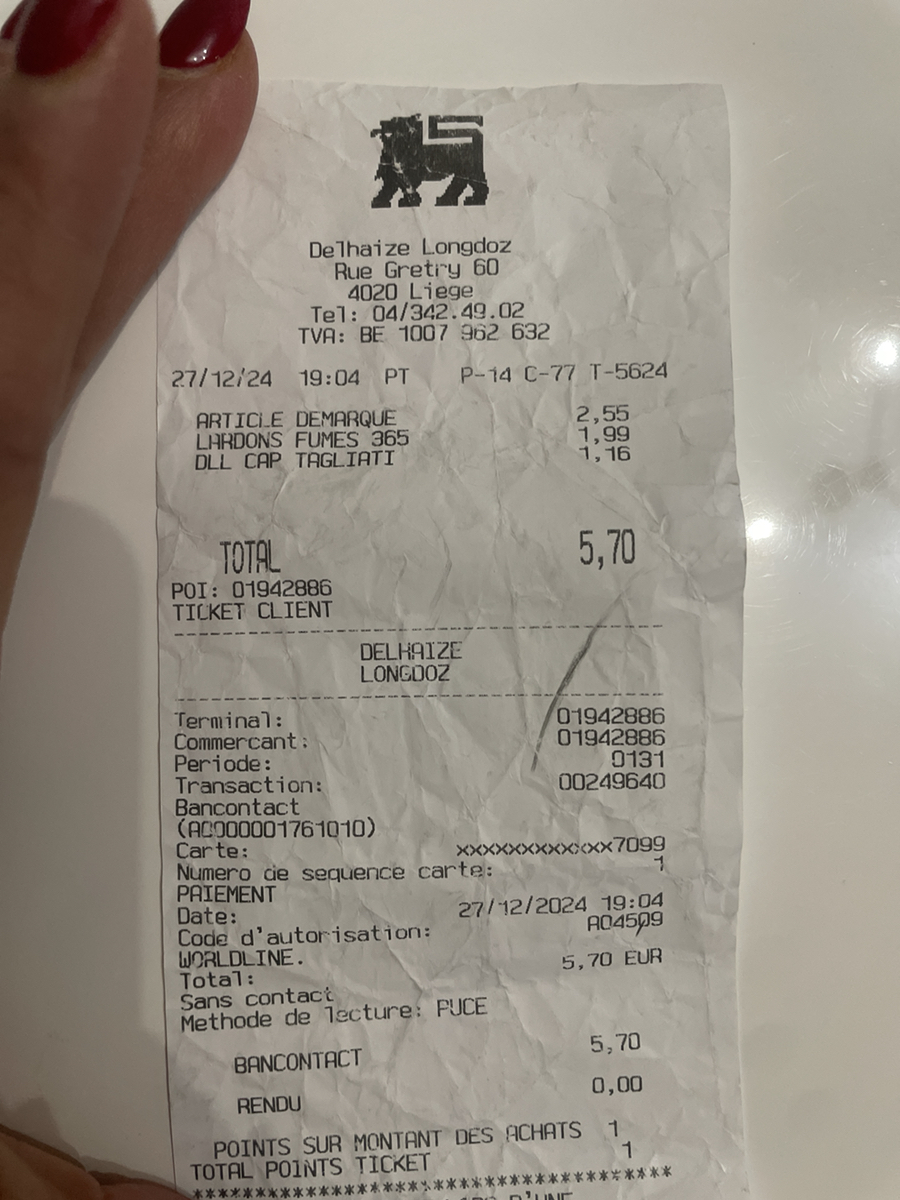 Delhaize Longdoz
Rue Gretry 60
4020 Liege
Tel: 04/342.49.02
TVA: BE 1007 962 632
27/12/24 19:04 PT P-14 C-77 T-5624
ARTICLE DEMARQUE 2,55
LARDONS FUMES 365 1,99
DLL CAP TAGLIATI 1,16
TOTAL 5,70
POI: 01942886
TICKET CLIENT
--------------------------------------------
DELHAIZE
LONGDOZ
--------------------------------------------
Terminal: 01942886
Commercant: 01942886
Periode: 0131
Transaction: 00249640
Bancontact
(A0000001761010)
Carte: xxxxxxxxxxxxx7099
Numero de sequence carte: 1
PAIEMENT
Date: 27/12/2024 19:04
Code d'autorisation: A04509
WORLDLINE.
Total: 5,70 EUR
Sans contact
Methode de lecture: PUCE
BANCONTACT 5,70
RENDU 0,00
POINTS SUR MONTANT DES ACHATS 1
TOTAL POINTS TICKET 1
****************************************
D'UNE